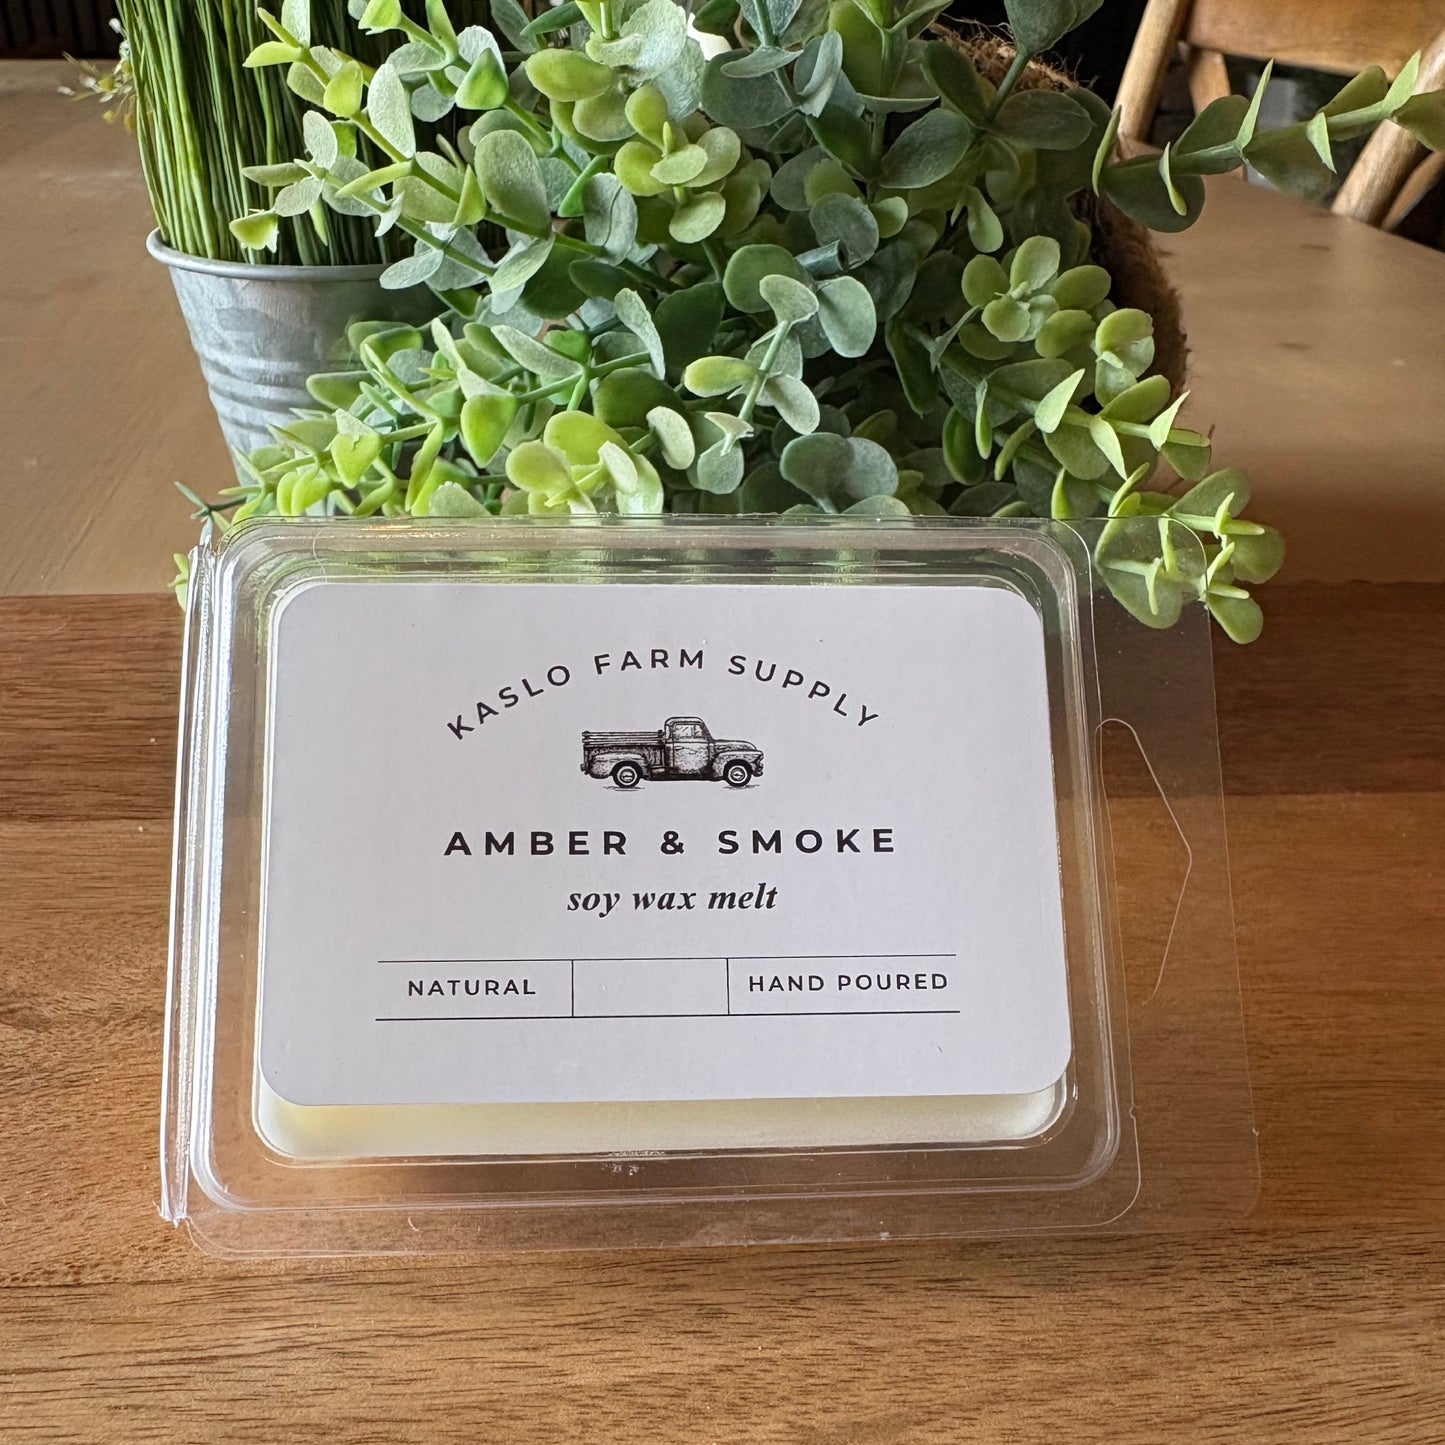 KASLO FARM SUPPLY
AMBER & SMOKE
soy wax melt
NATURAL
HAND POURED